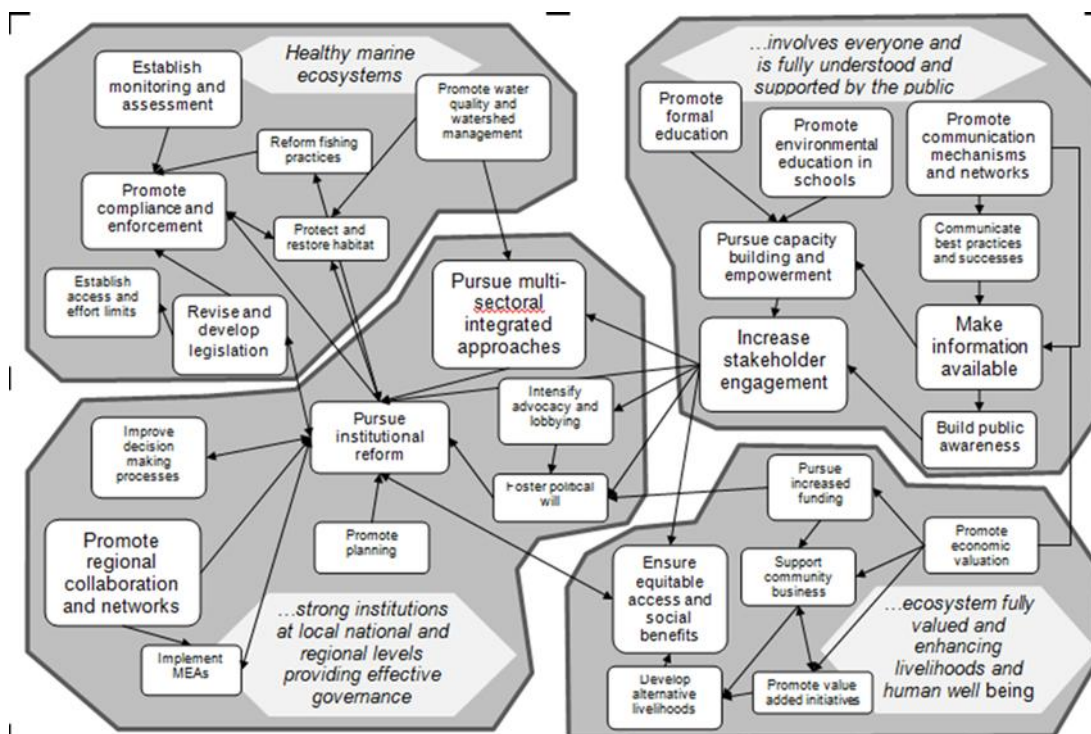 Healthy marine
ecosystems
Establish
monitoring and
assessment
Promote water
quality and
watershed
management
Reform fishing
practices
Promote
compliance and
enforcement
Protect and
restore habitat
Establish
access and
effort limits
Revise and
develop
legislation
...involves everyone and
is fully understood and
supported by the public
Promote
formal
education
Promote
environmental
education in
schools
Promote
communication
mechanisms
and networks
Pursue capacity
building and
empowerment
Communicate
best practices
and successes
Increase
stakeholder
engagement
Make
information
available
Build public
awareness
Pursue multi-
sectoral
integrated
approaches
Intensify
advocacy and
lobbying
Foster political
will
Pursue
institutional
reform
Improve
decision
making
processes
Promote
planning
Promote
regional
collaboration
and networks
Implement
MEAs
...strong institutions
at local national and
regional levels
providing effective
governance
Pursue
increased
funding
Promote
economic
valuation
Ensure
equitable
access and
social
benefits
Support
community
business
Develop
alternative
livelihoods
Promote value
added initiatives
...ecosystem fully
valued and
enhancing
livelihoods and
human well being